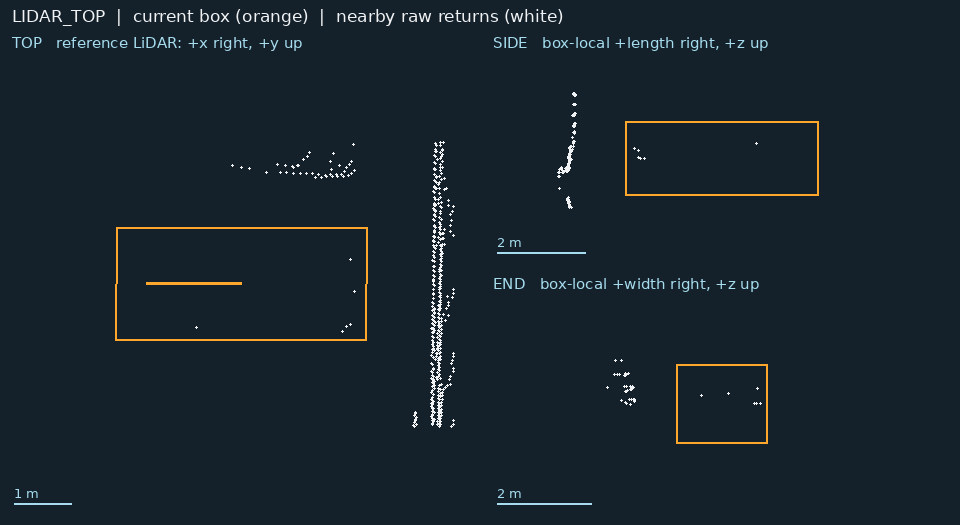 LIDAR_TOP | current box (orange) | nearby raw returns (white)
TOP reference LiDAR: +x right, +y up
SIDE box-local +length right, +z up
2 m
END box-local +width right, +z up
1 m
2 m